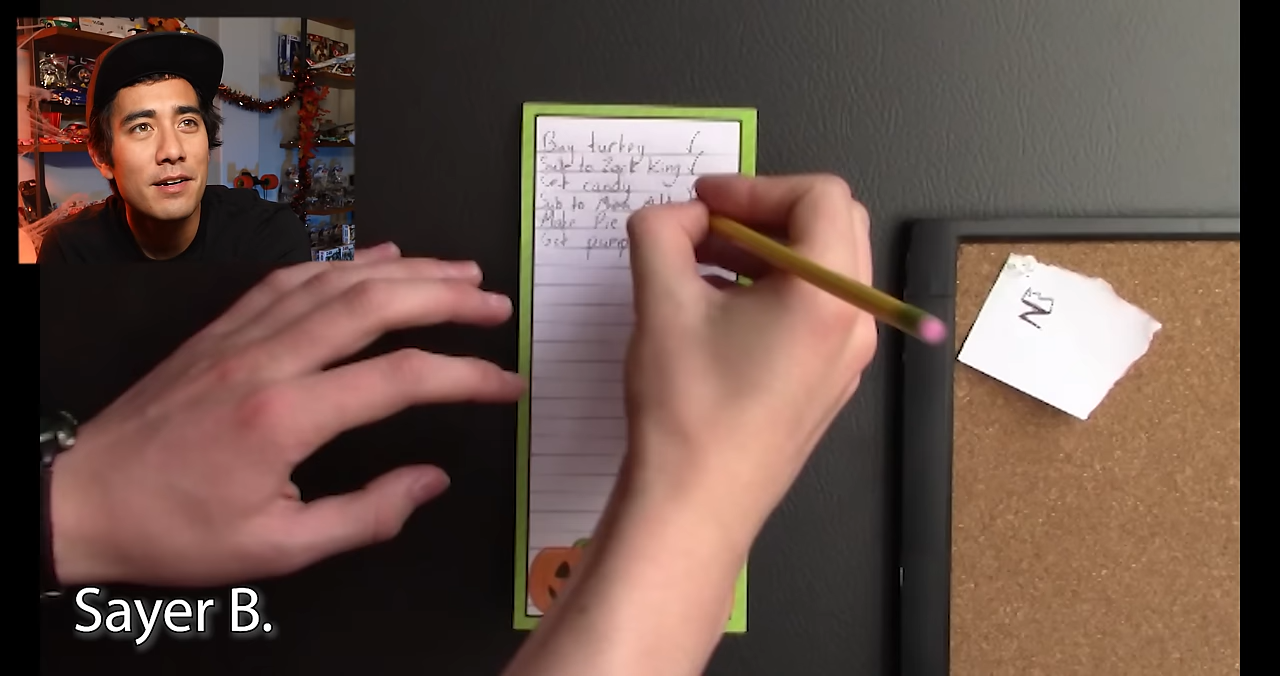 Buy turkey
Sub to Zach King
Get candy
Sub to
Make Pie
Get
Sayer B.